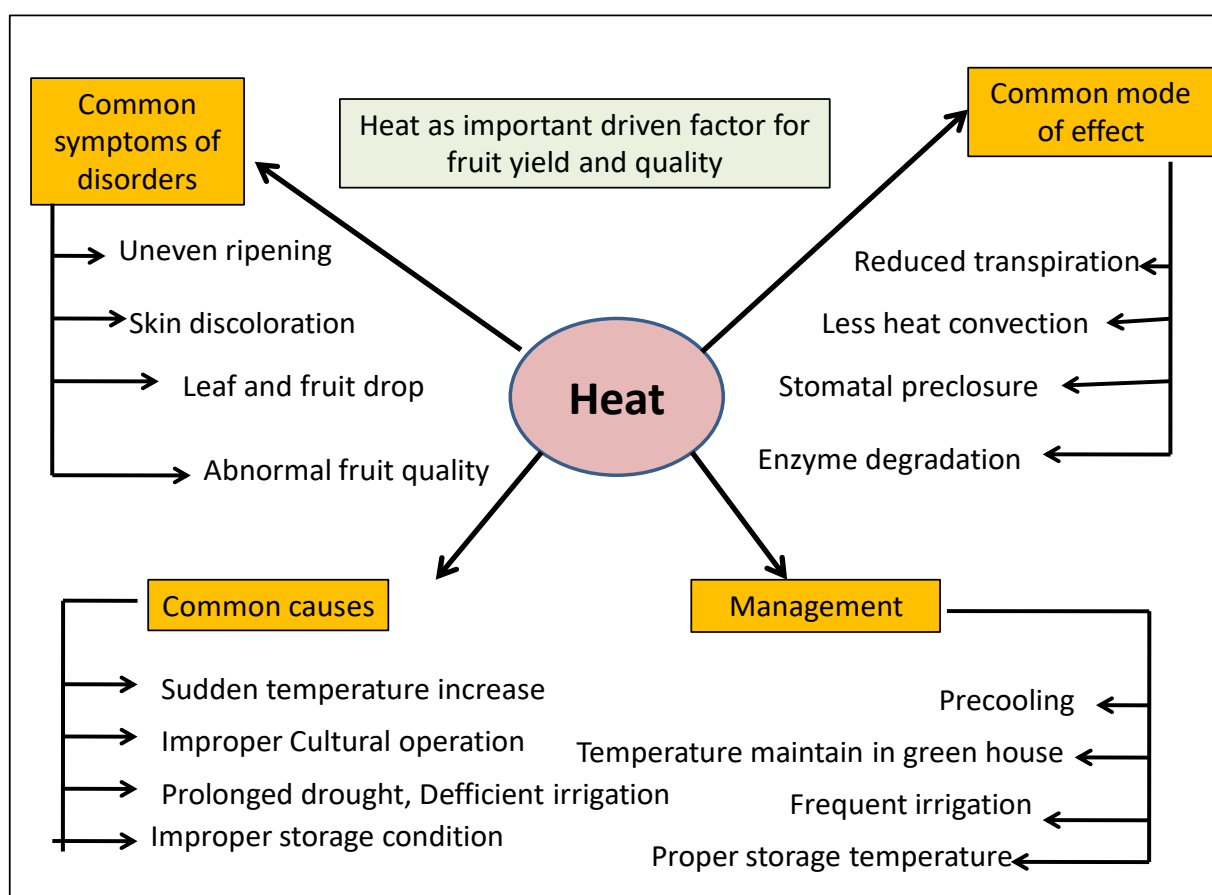 Common
symptoms of
disorders
Heat as important driven factor for
fruit yield and quality
Common mode
of effect
Uneven ripening
Skin discoloration
Leaf and fruit drop
Abnormal fruit quality
Reduced transpiration
Less heat convection
Stomatal preclosure
Enzyme degradation
Heat
Common causes
Sudden temperature increase
Improper Cultural operation
Prolonged drought, Defficient irrigation
Improper storage condition
Management
Precooling
Temperature maintain in green house
Frequent irrigation
Proper storage temperature